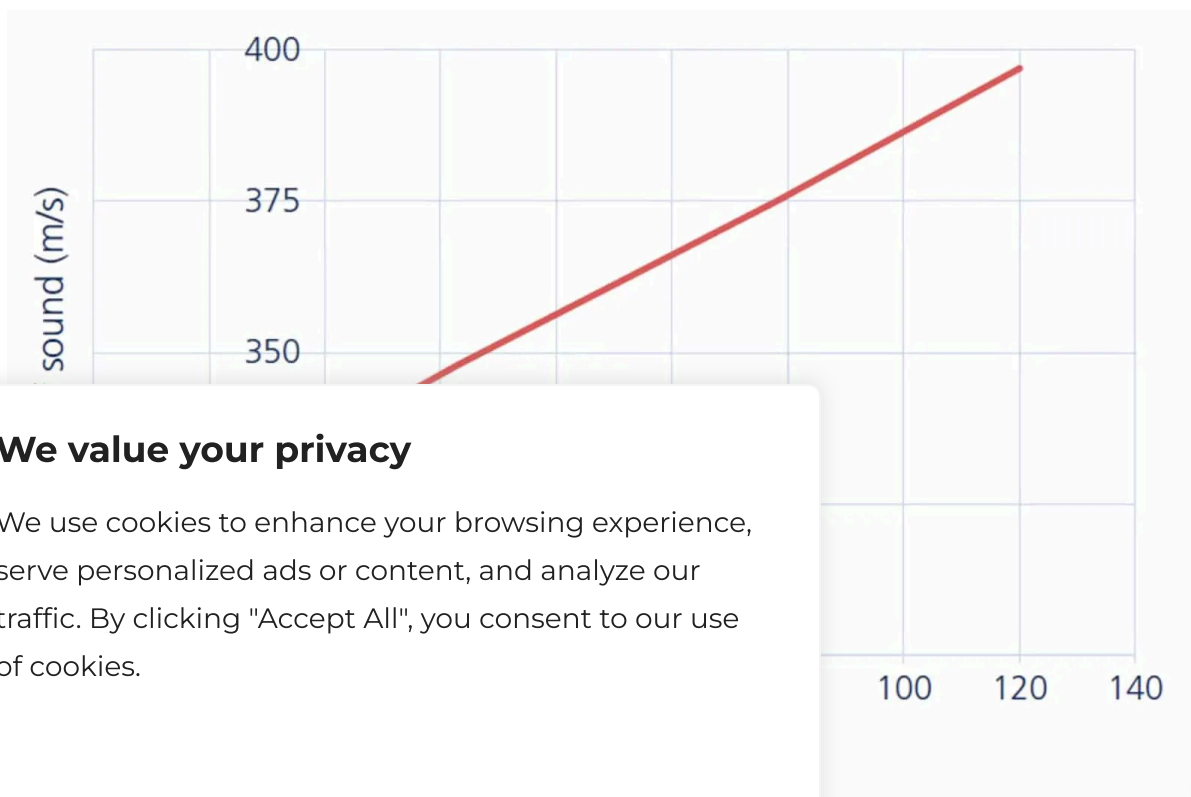 400
375
sound (m/s)
350
We value your privacy
We use cookies to enhance your browsing experience,
serve personalized ads or content, and analyze our
traffic. By clicking "Accept All", you consent to our use
of cookies.
100 120 140